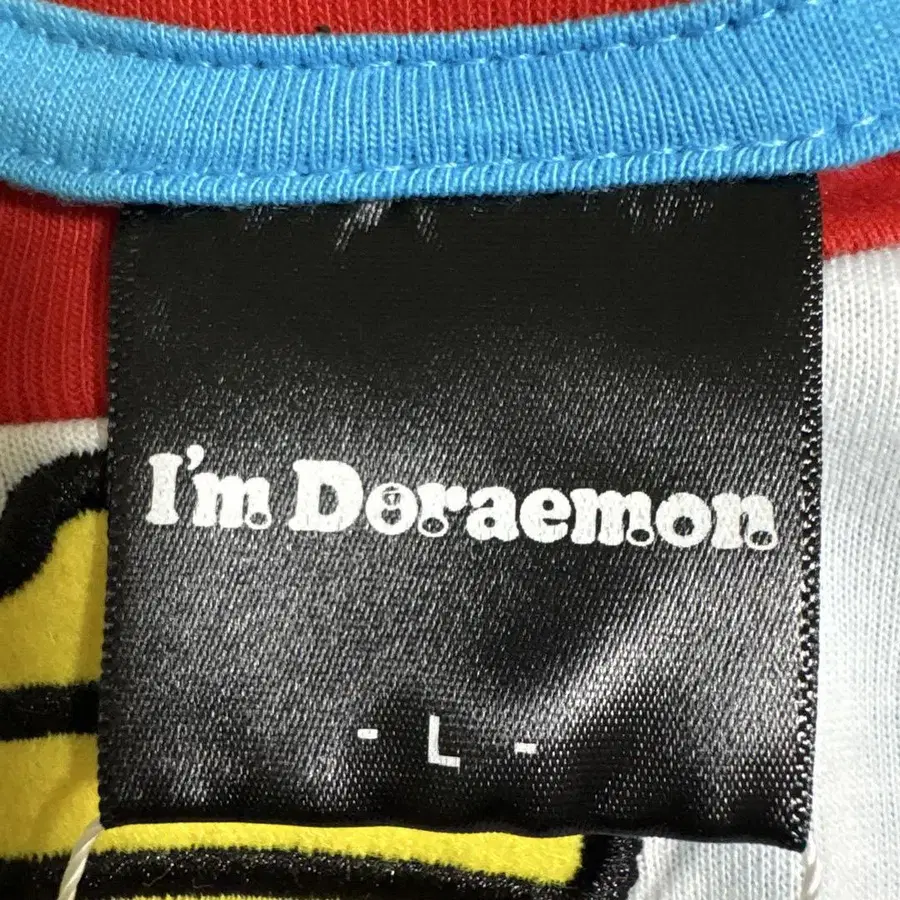 I'm Doraemon
- L -